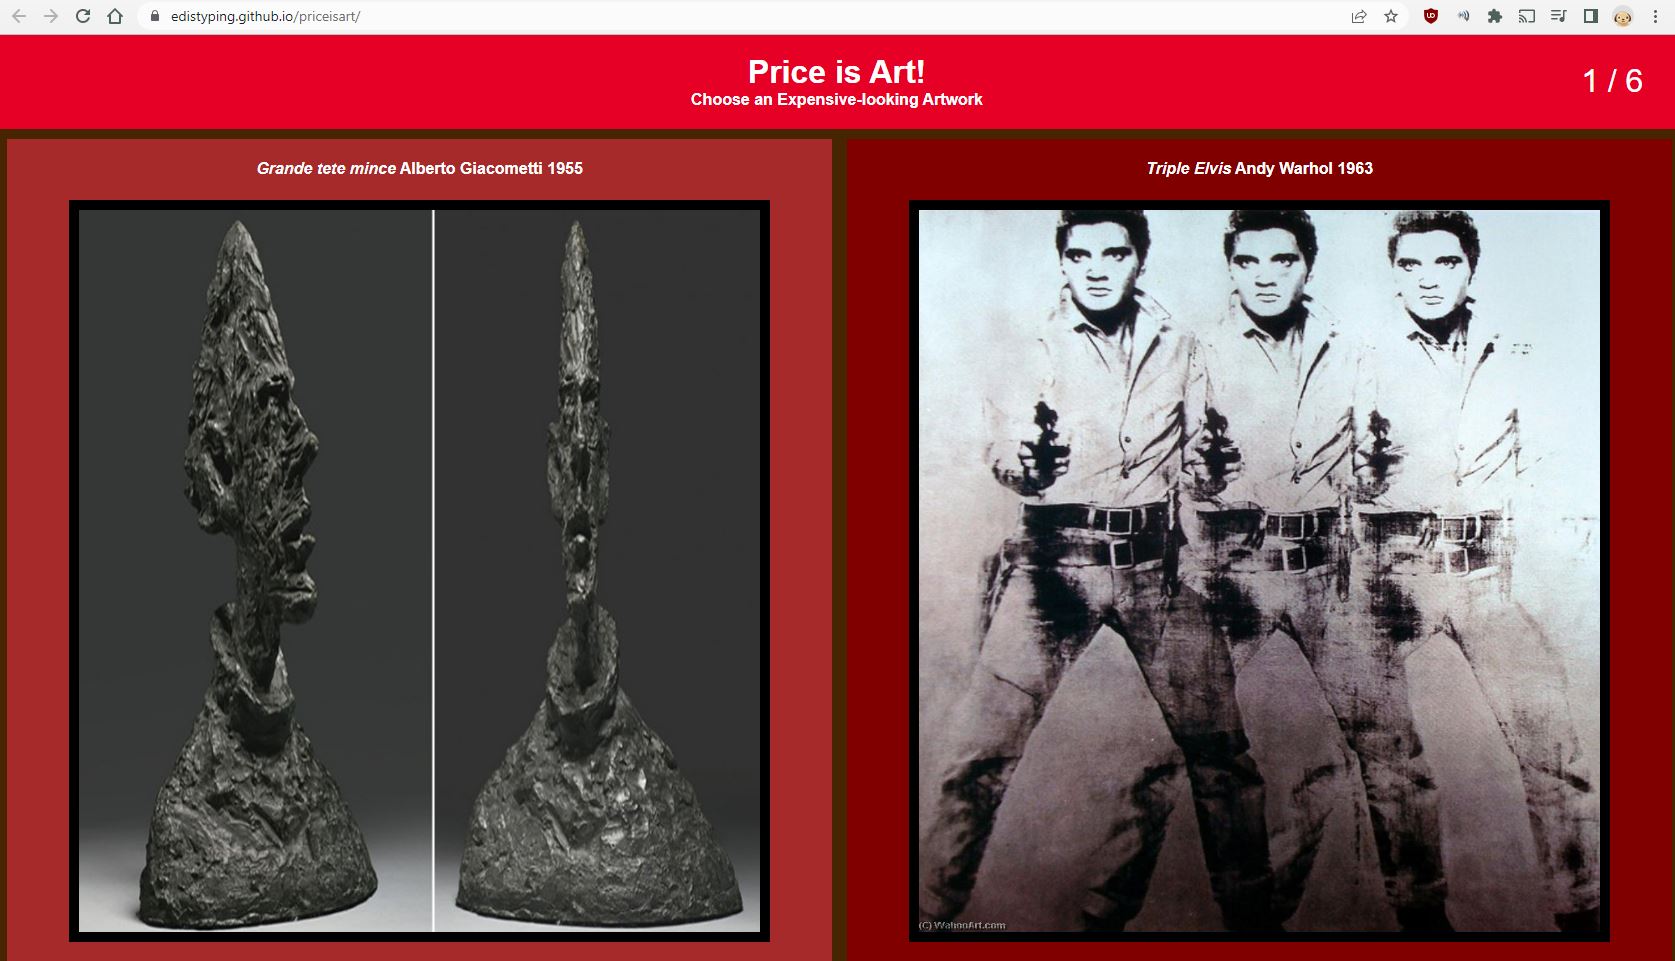 edistyping.github.io/priceisart/
Price is Art!
Choose an Expensive-looking Artwork
1 / 6
Grande tete mince Alberto Giacometti 1955
Triple Elvis Andy Warhol 1963
(C) WahooArt.com